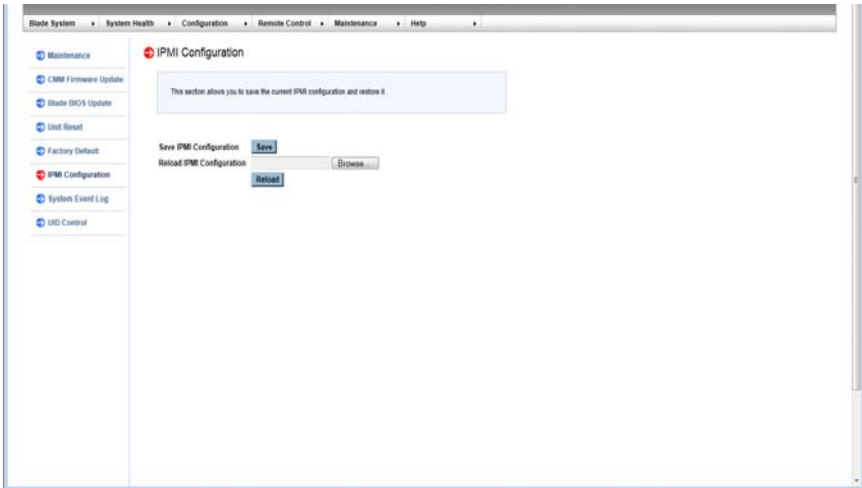 Blade System System Health Configuration Remote Control Maintenance Help
Maintenance
CMM Firmware Update
Blade BIOS Update
Unit Reset
Factory Default
IPMI Configuration
System Event Log
UID Control
IPMI Configuration
This section allows you to save the current IPMI configuration and restore it
Save IPMI Configuration Save
Reload IPMI Configuration Browse...
Reload